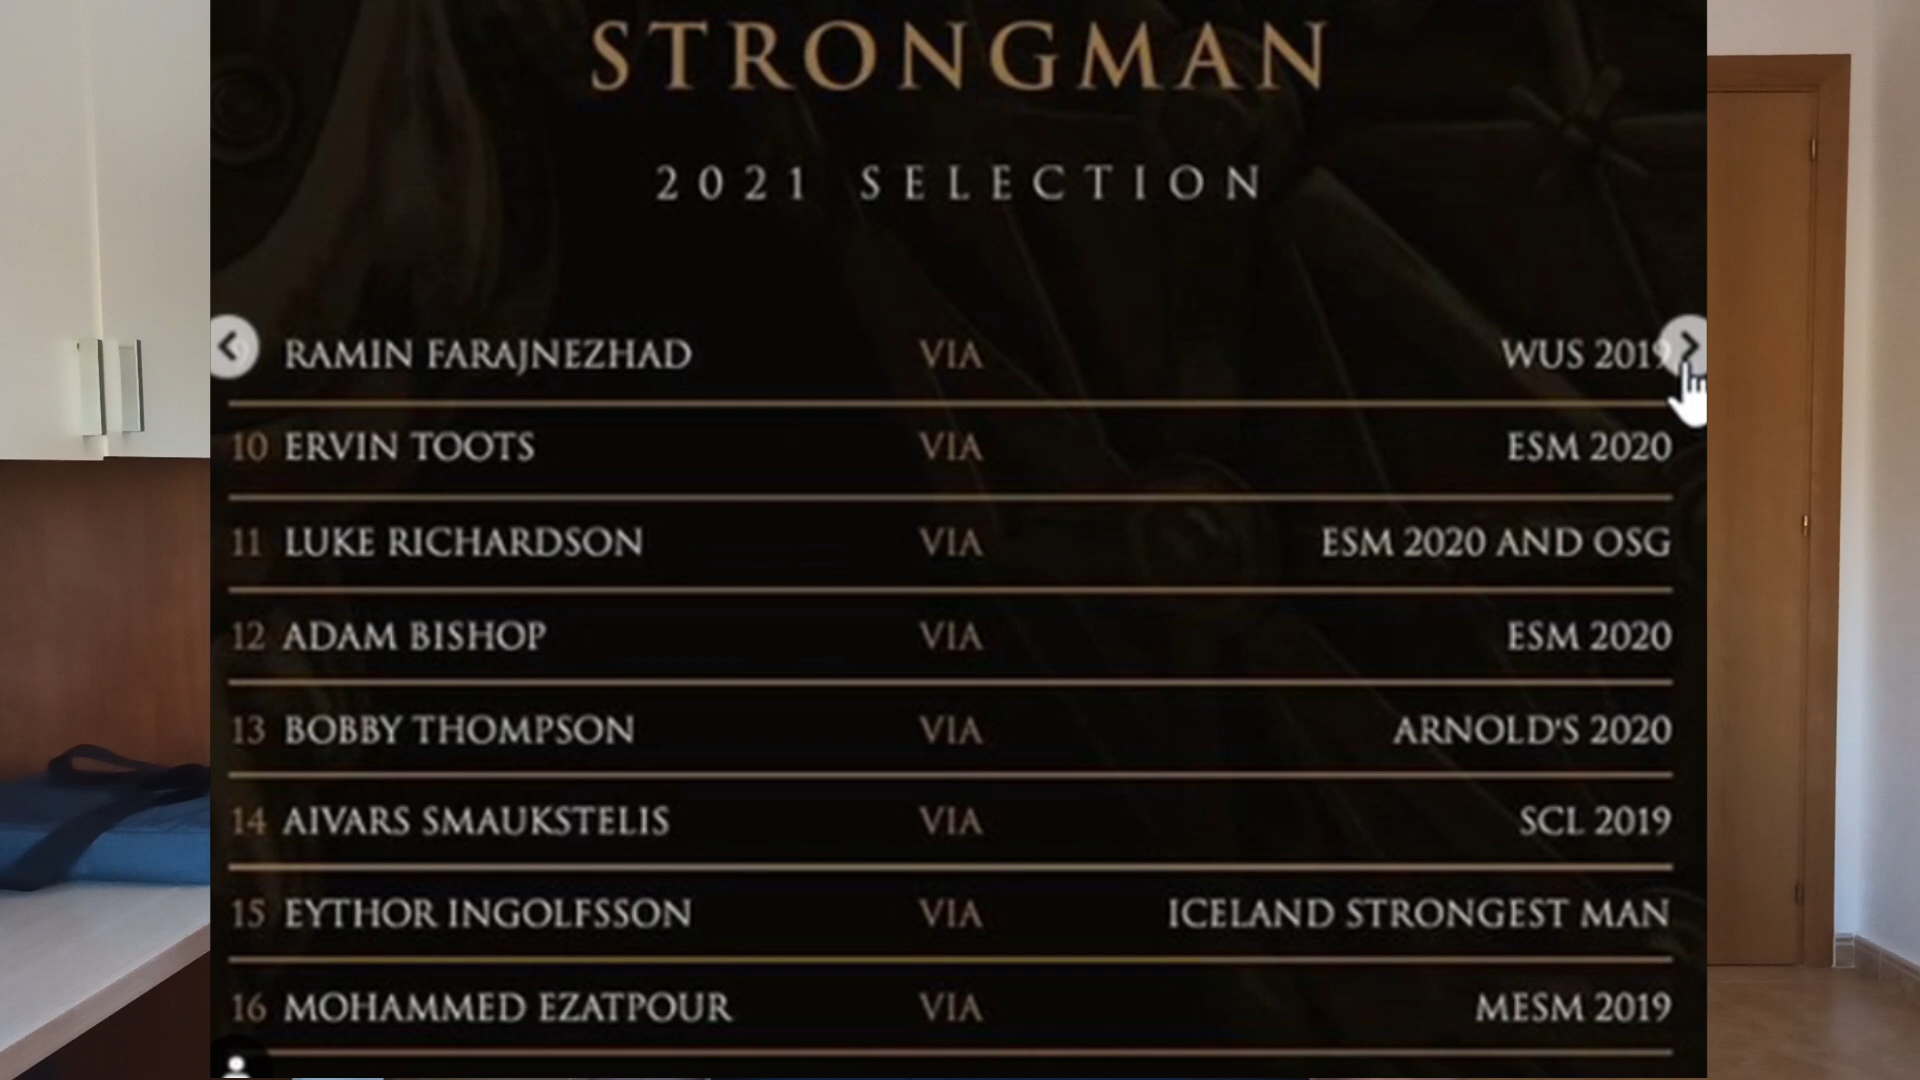 STRONGMAN
2021 SELECTION
RAMIN FARAJNEZHAD VIA WUS 2019
10 ERVIN TOOTS VIA ESM 2020
11 LUKE RICHARDSON VIA ESM 2020 AND OSG
12 ADAM BISHOP VIA ESM 2020
13 BOBBY THOMPSON VIA ARNOLD'S 2020
14 AIVARS SMAUKSTELIS VIA SCL 2019
15 EYTHOR INGOLFSSON VIA ICELAND STRONGEST MAN
16 MOHAMMED EZATPOUR VIA MESM 2019